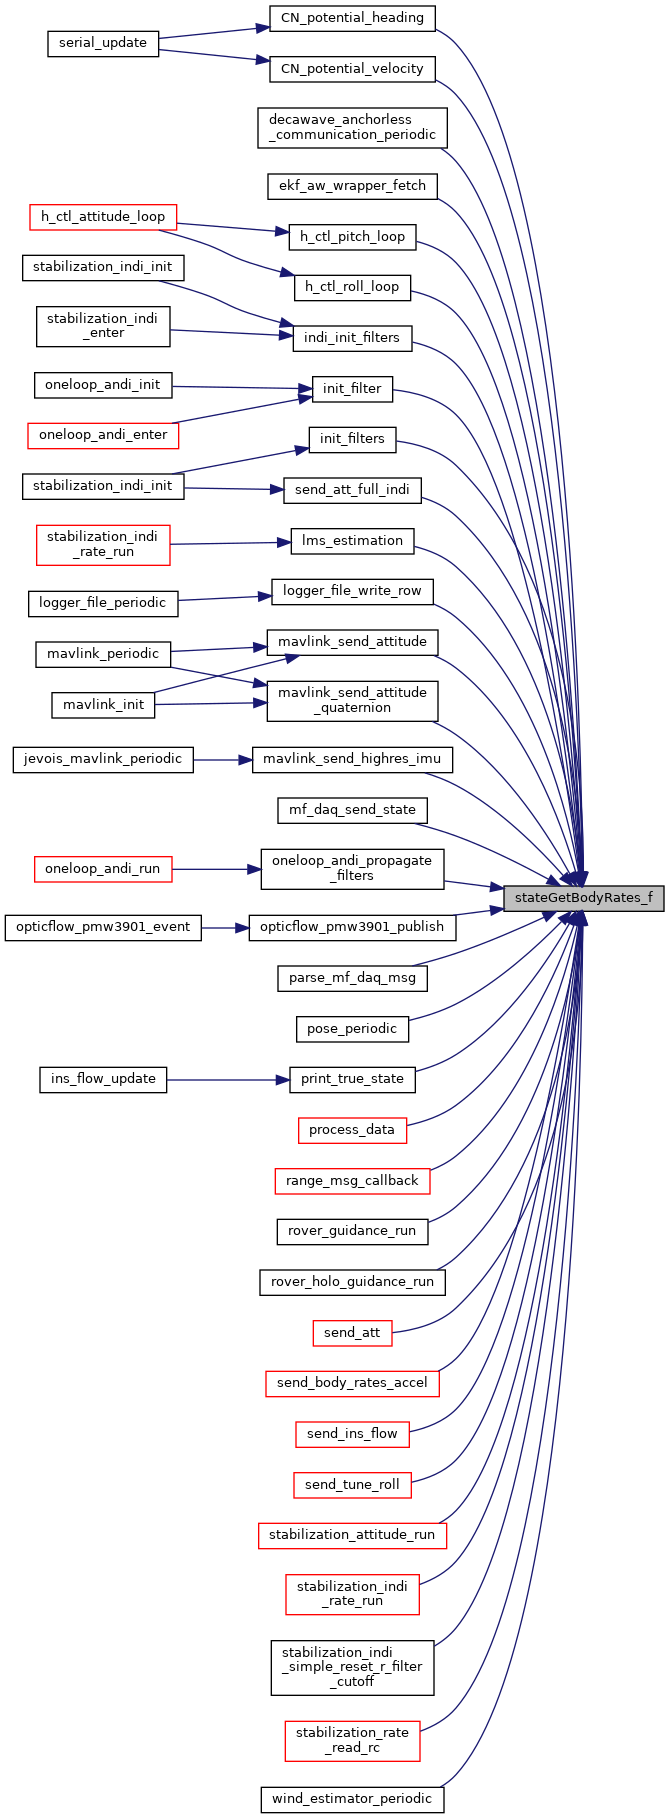 CN_potential_heading
serial_update
CN_potential_velocity
decawave_anchorless
_communication_periodic
ekf_aw_wrapper_fetch
h_ctl_attitude_loop
h_ctl_pitch_loop
stabilization_indi_init
h_ctl_roll_loop
stabilization_indi
_enter
indi_init_filters
oneloop_andi_init
init_filter
oneloop_andi_enter
init_filters
stabilization_indi_init
send_att_full_indi
stabilization_indi
_rate_run
lms_estimation
logger_file_periodic
logger_file_write_row
mavlink_periodic
mavlink_send_attitude
mavlink_init
mavlink_send_attitude
_quaternion
jevois_mavlink_periodic
mavlink_send_highres_imu
mf_daq_send_state
oneloop_andi_run
oneloop_andi_propagate
_filters
stateGetBodyRates_f
opticflow_pmw3901_event
opticflow_pmw3901_publish
parse_mf_daq_msg
pose_periodic
ins_flow_update
print_true_state
process_data
range_msg_callback
rover_guidance_run
rover_holo_guidance_run
send_att
send_body_rates_accel
send_ins_flow
send_tune_roll
stabilization_attitude_run
stabilization_indi
_rate_run
stabilization_indi
_simple_reset_r_filter
_cutoff
stabilization_rate
_read_rc
wind_estimator_periodic